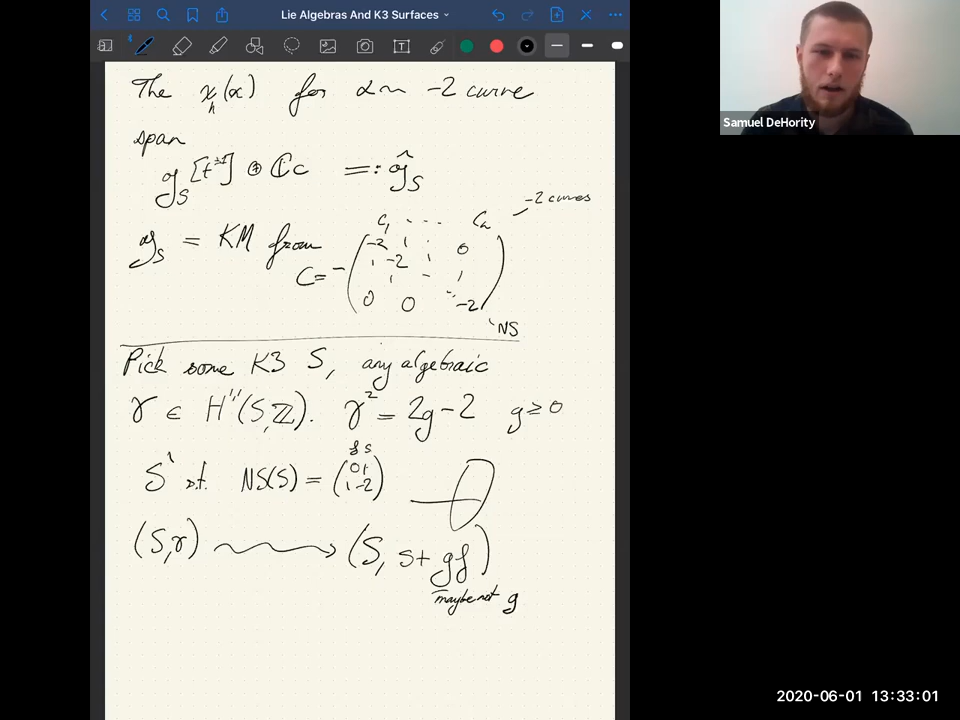 Lie Algebras And K3 Surfaces
The x_n(α) for α ~ -2 curve
span
g_S[t^±1] ⊕ ℂc =: ĝ_S
g_S = KM from
C_1 ... C_n
-2 curves
C = -(-2 1 . 0
1 -2 1
1 - 1
0 0 ⋱ -2)
NS
Pick some K3 S, any algebraic
γ ∈ H^{1,1}(S, ℤ). γ² = 2g-2 g ≥ 0
f s
S s.t. NS(S) = (0 1
1 -2)
(S,γ) ⇝ (S, s+gf)
maybe not g
Samuel DeHority
2020-06-01 13:33:01